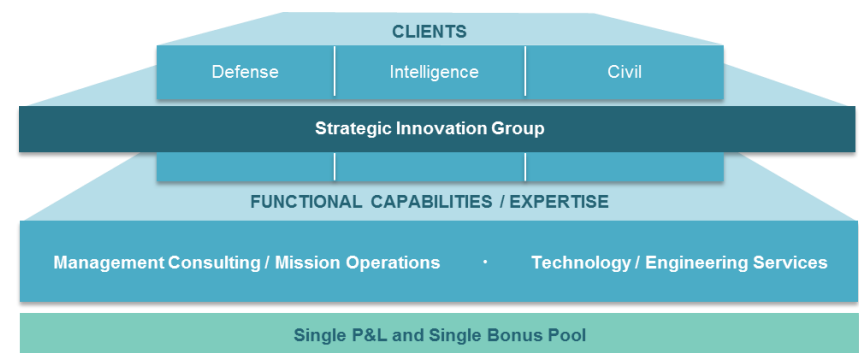 CLIENTS
Defense
Intelligence
Civil
Strategic Innovation Group
FUNCTIONAL CAPABILITIES / EXPERTISE
Management Consulting / Mission Operations · Technology / Engineering Services
Single P&L and Single Bonus Pool